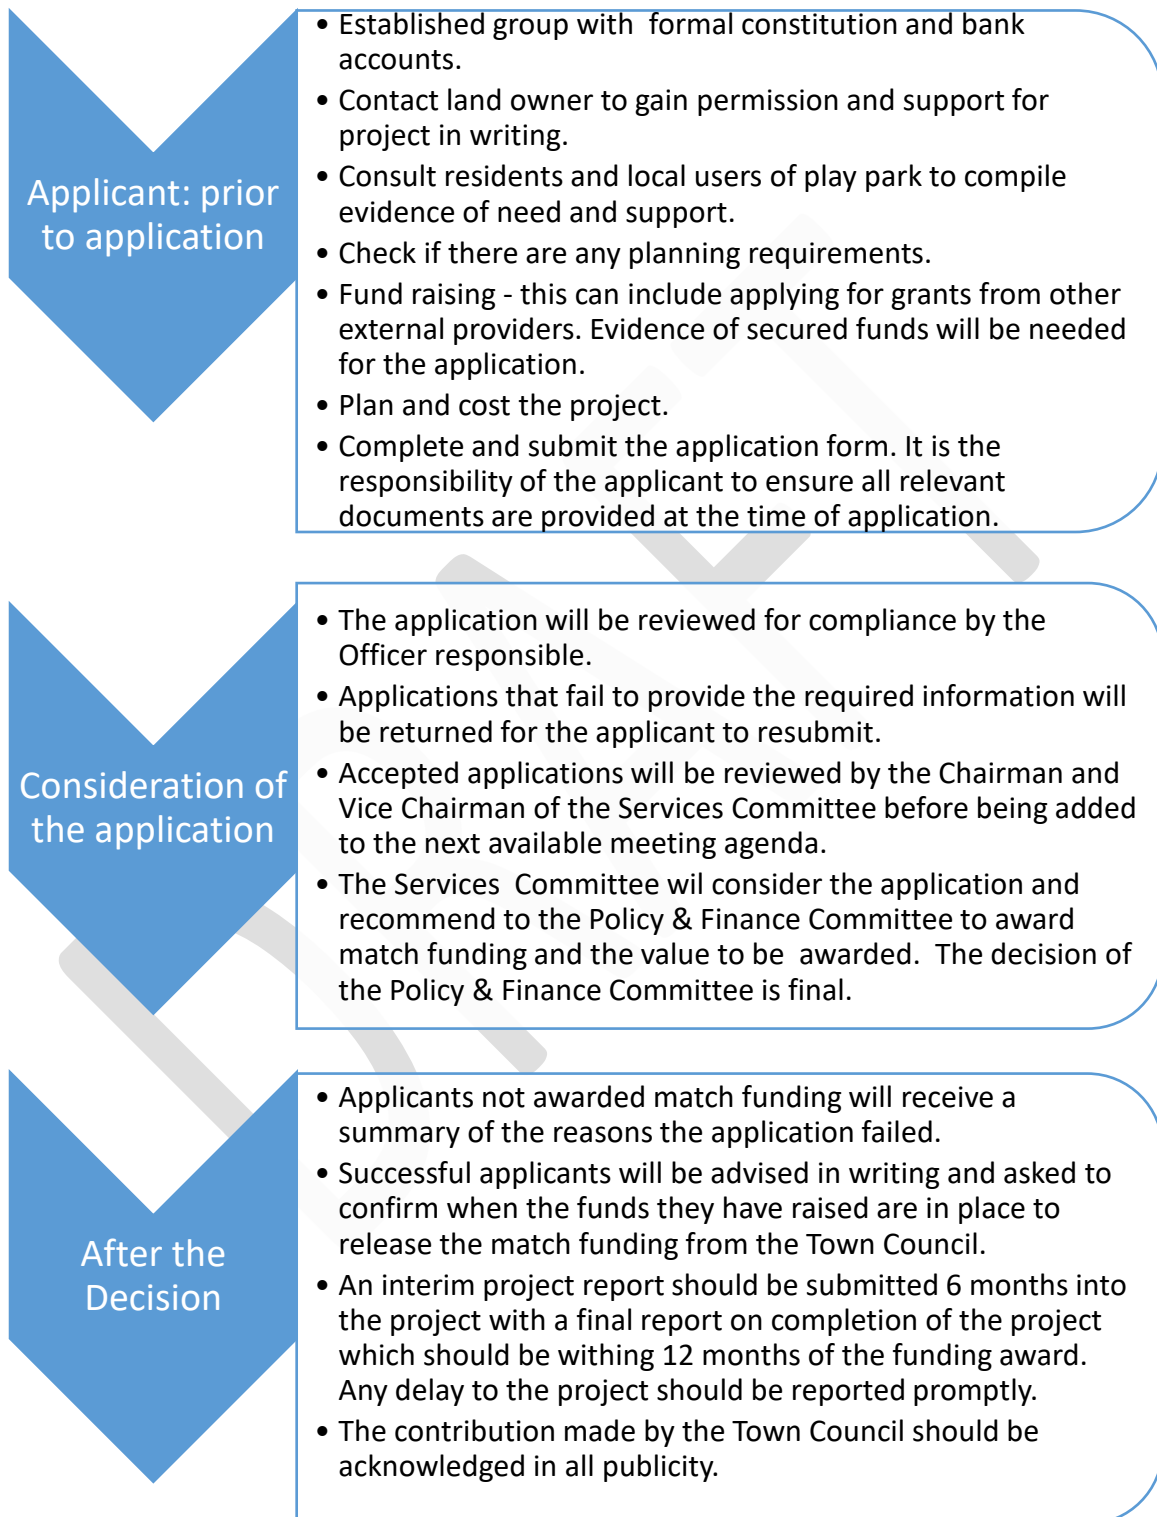 Applicant: prior
to application
• Established group with  formal constitution and bank
accounts.
• Contact land owner to gain permission and support for
project in writing.
• Consult residents and local users of play park to compile
evidence of need and support.
• Check if there are any planning requirements.
• Fund raising - this can include applying for grants from other
external providers. Evidence of secured funds will be needed
for the application.
• Plan and cost the project.
• Complete and submit the application form. It is the
responsibility of the applicant to ensure all relevant
documents are provided at the time of application.
Consideration of
the application
• The application will be reviewed for compliance by the
Officer responsible.
• Applications that fail to provide the required information will
be returned for the applicant to resubmit.
• Accepted applications will be reviewed by the Chairman and
Vice Chairman of the Services Committee before being added
to the next available meeting agenda.
• The Services  Committee wil consider the application and
recommend to the Policy & Finance Committee to award
match funding and the value to be  awarded.  The decision of
the Policy & Finance Committee is final.
After the
Decision
• Applicants not awarded match funding will receive a
summary of the reasons the application failed.
• Successful applicants will be advised in writing and asked to
confirm when the funds they have raised are in place to
release the match funding from the Town Council.
• An interim project report should be submitted 6 months into
the project with a final report on completion of the project
which should be withing 12 months of the funding award.
Any delay to the project should be reported promptly.
• The contribution made by the Town Council should be
acknowledged in all publicity.
DRAFT